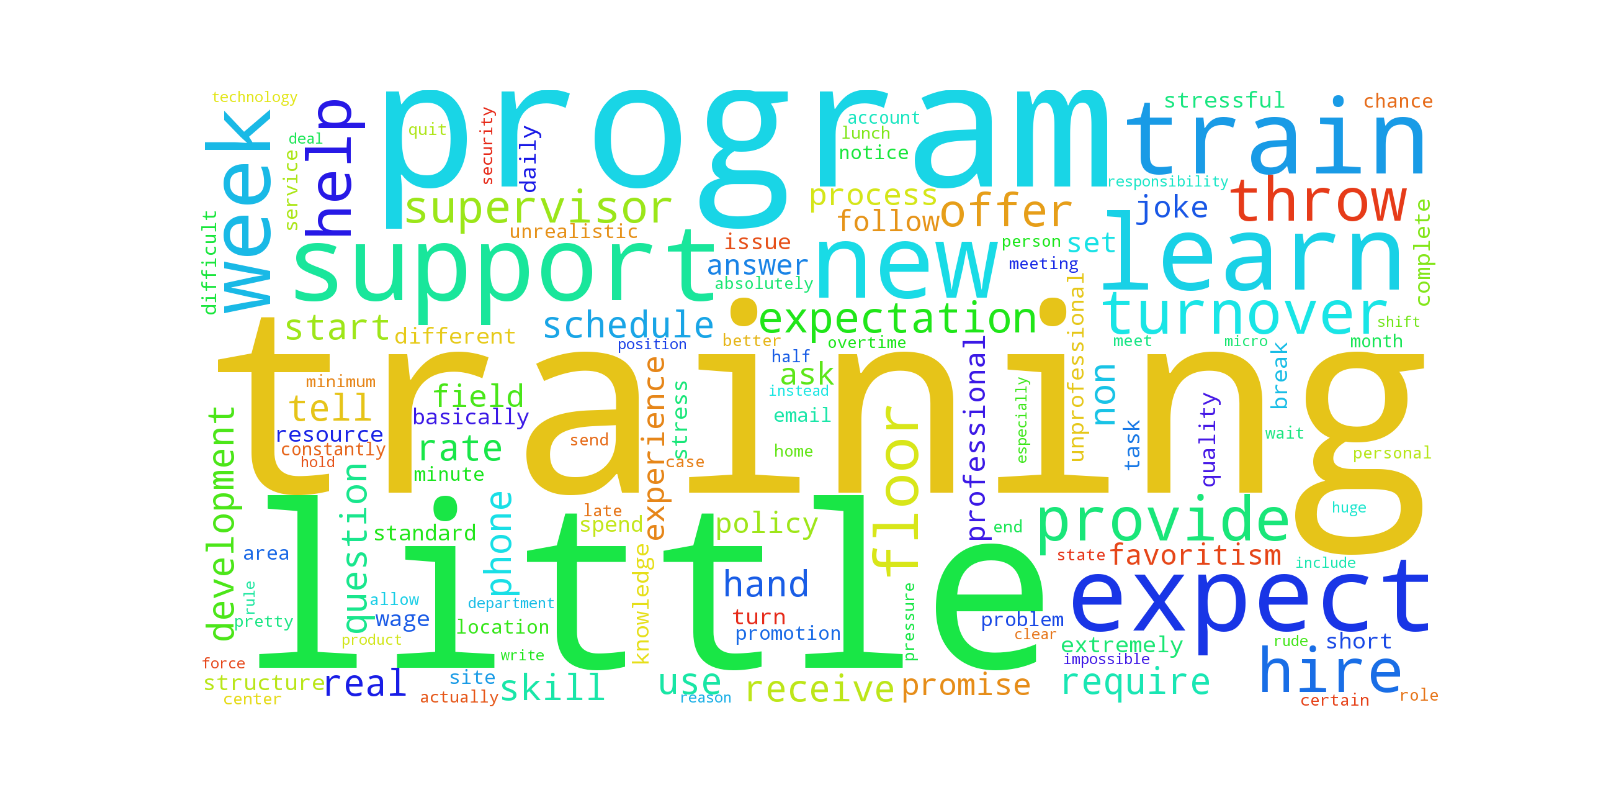 technology
week
deal
help
service
difficult
program
quit
security
daily
account
lunch
notice
train
stressful
chance
responsibility
throw
joke
complete
supervisor
unrealistic
process
follow
offer
support
issue
answer
absolutely
new
person
set
meeting
learn
turnover
shift
month
meet
micro
start
different
schedule
position
expectation
better
overtime
half
ask
instead
email
home
training
minimum
tell
field
basically
resource
constantly
hold
rate
minute
send
experience
stress
case
floor
professional
especially
unprofessional
non
task
quality
break
wait
personal
huge
development
question
standard
phone
late
spend
policy
end
provide
state
favoritism
include
little
area
rule
pretty
allow
wage
product
department
location
write
knowledge
hand
turn
promotion
pressure
problem
clear
extremely
impossible
expect
rude
short
hire
force
structure
center
real
site
actually
skill
use
reason
receive
promise
require
certain
role